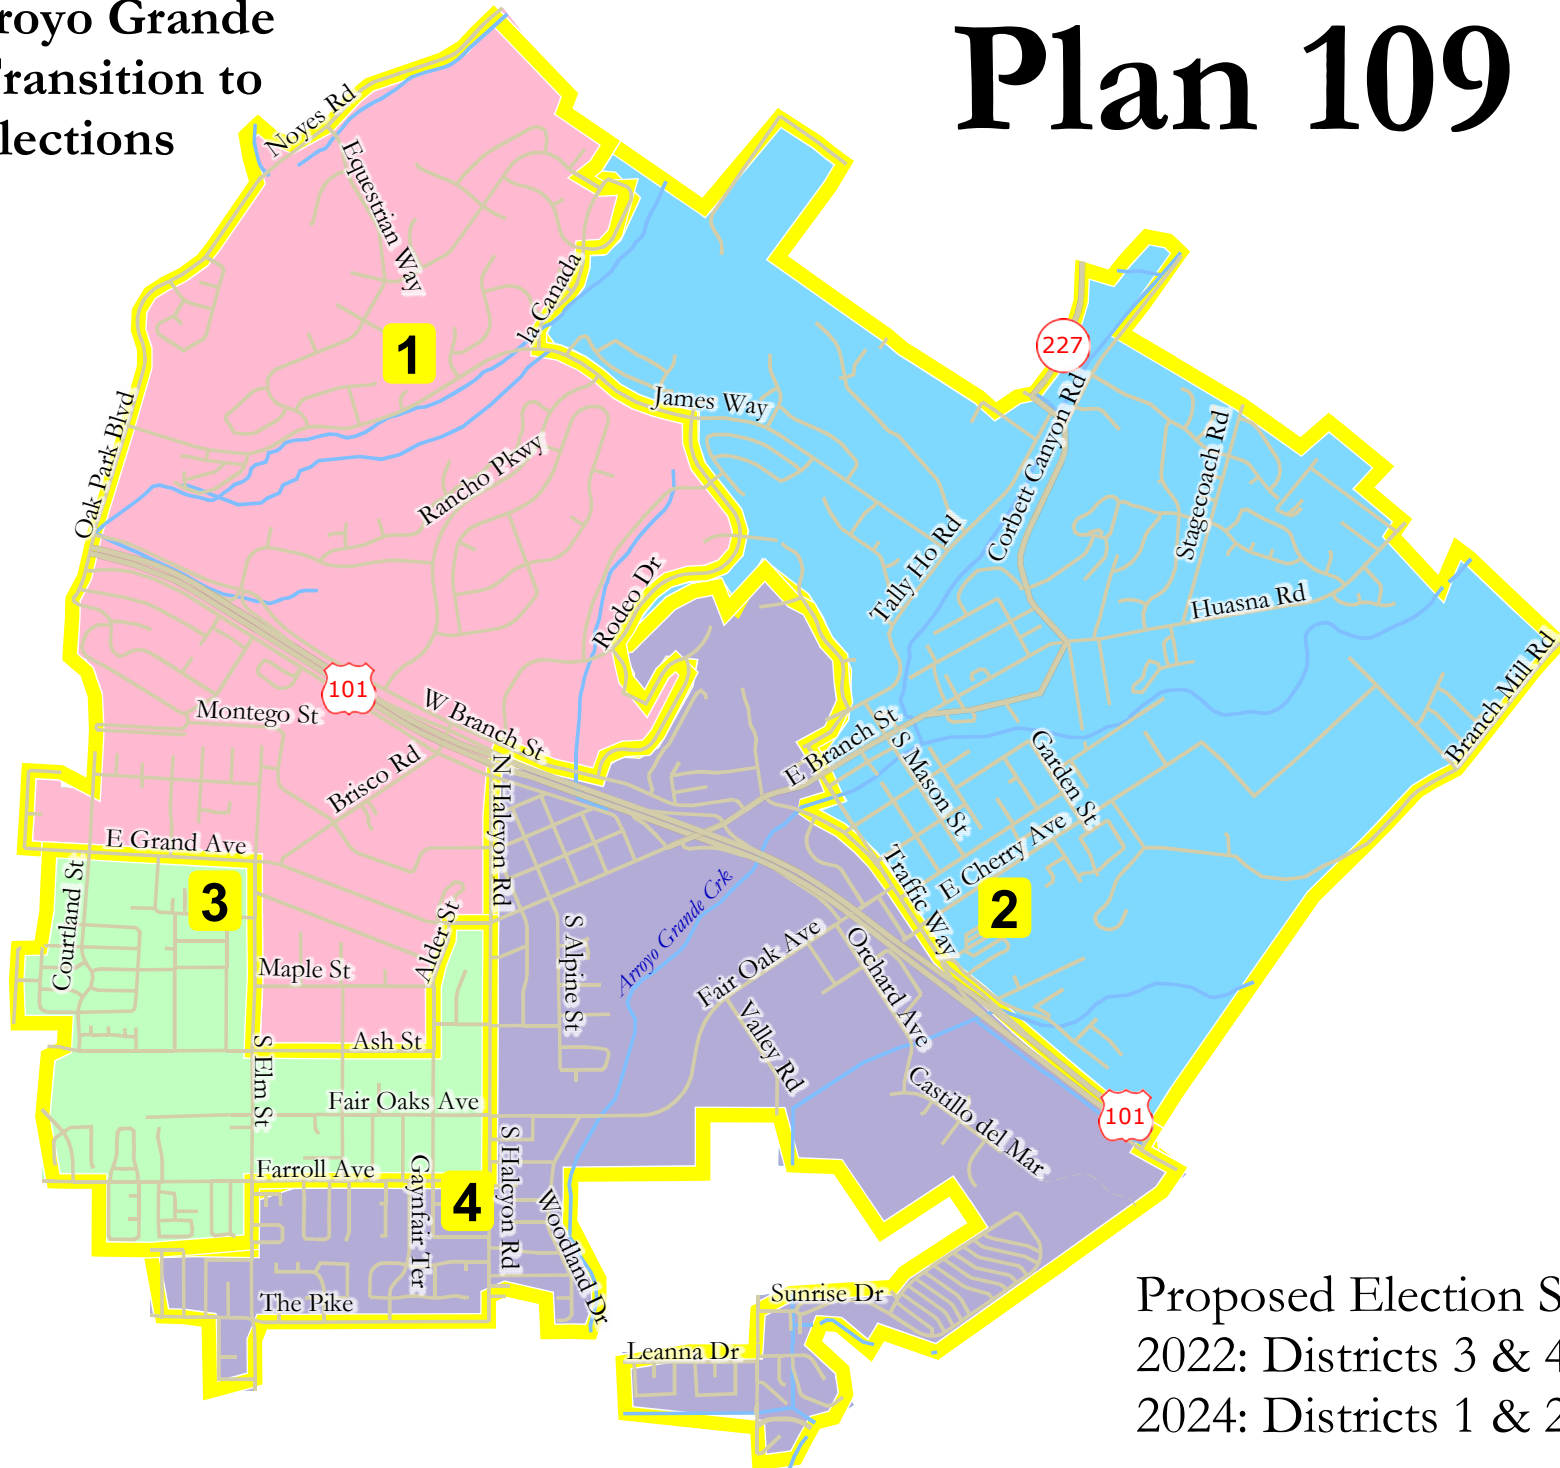 royo Grande
Transition to
lections
Plan 109
Noyes Rd
Equestrian Way
la Canada
1
227
James Way
Oak Park Blvd
Rancho Pkwy
Corbett Canyon Rd
Stagecoach Rd
Tally Ho Rd
Rodeo Dr
Huasna Rd
101
Montego St
W Branch St
Branch Mill Rd
E Branch St
S Mason St
Garden St
Brisco Rd
N Halcyon Rd
E Grand Ave
E Cherry Ave
Traffic Way
3
2
Courtland St
Arroyo Grande Crk
Alder St
S Alpine St
Maple St
Fair Oak Ave
Orchard Ave
Ash St
Valley Rd
S Elm St
Fair Oaks Ave
Castillo del Mar
101
S Halcyon Rd
Farroll Ave
Gaynfair Ter
4
Woodland Dr
The Pike
Sunrise Dr
Leanna Dr
Proposed Election S
2022: Districts 3 & 4
2024: Districts 1 & 2